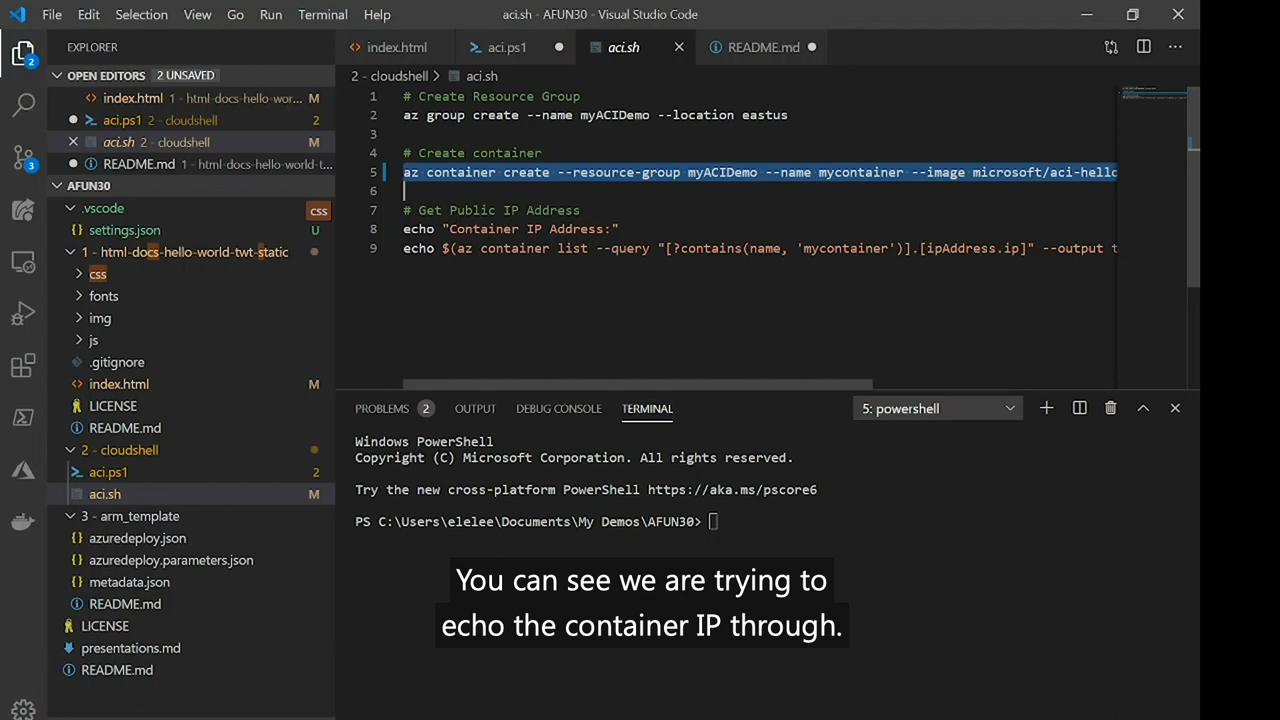 File Edit Selection View Go Run Terminal Help
aci.sh - AFUN30 - Visual Studio Code
EXPLORER
OPEN EDITORS 2 UNSAVED
index.html 1 - html-docs-hello-wor... M
aci.ps1 2 - cloudshell 2
aci.sh 2 - cloudshell M
README.md 1 - html-docs-hello-world-t...
AFUN30
.vscode
css
settings.json U
1 - html-docs-hello-world-twt-static
css
fonts
img
js
.gitignore
index.html M
LICENSE
README.md
2 - cloudshell
aci.ps1 2
aci.sh M
3 - arm_template
azuredeploy.json
azuredeploy.parameters.json
metadata.json
README.md
LICENSE
presentations.md
README.md
2
3
index.html
aci.ps1
aci.sh
README.md
2 - cloudshell > aci.sh
1 # Create Resource Group
2 az group create --name myACIDemo --location eastus
3
4 # Create container
5 az container create --resource-group myACIDemo --name mycontainer --image microsoft/aci-hello
6
7 # Get Public IP Address
8 echo "Container IP Address:"
9 echo $(az container list --query "[?contains(name, 'mycontainer')].[ipAddress.ip]" --output t
PROBLEMS 2 OUTPUT DEBUG CONSOLE TERMINAL
5: powershell
Windows PowerShell
Copyright (C) Microsoft Corporation. All rights reserved.
Try the new cross-platform PowerShell https://aka.ms/pscore6
PS C:\Users\elelee\Documents\My Demos\AFUN30>
You can see we are trying to
echo the container IP through.